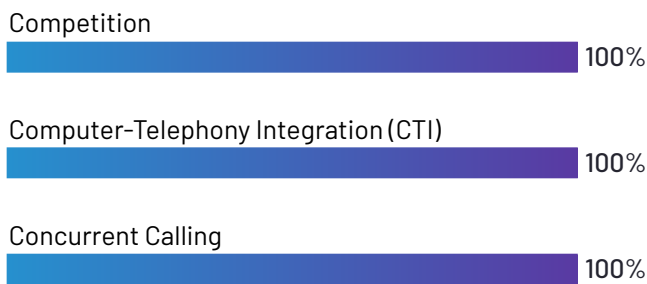 Competition
100%
Computer-Telephony Integration (CTI)
100%
Concurrent Calling
100%